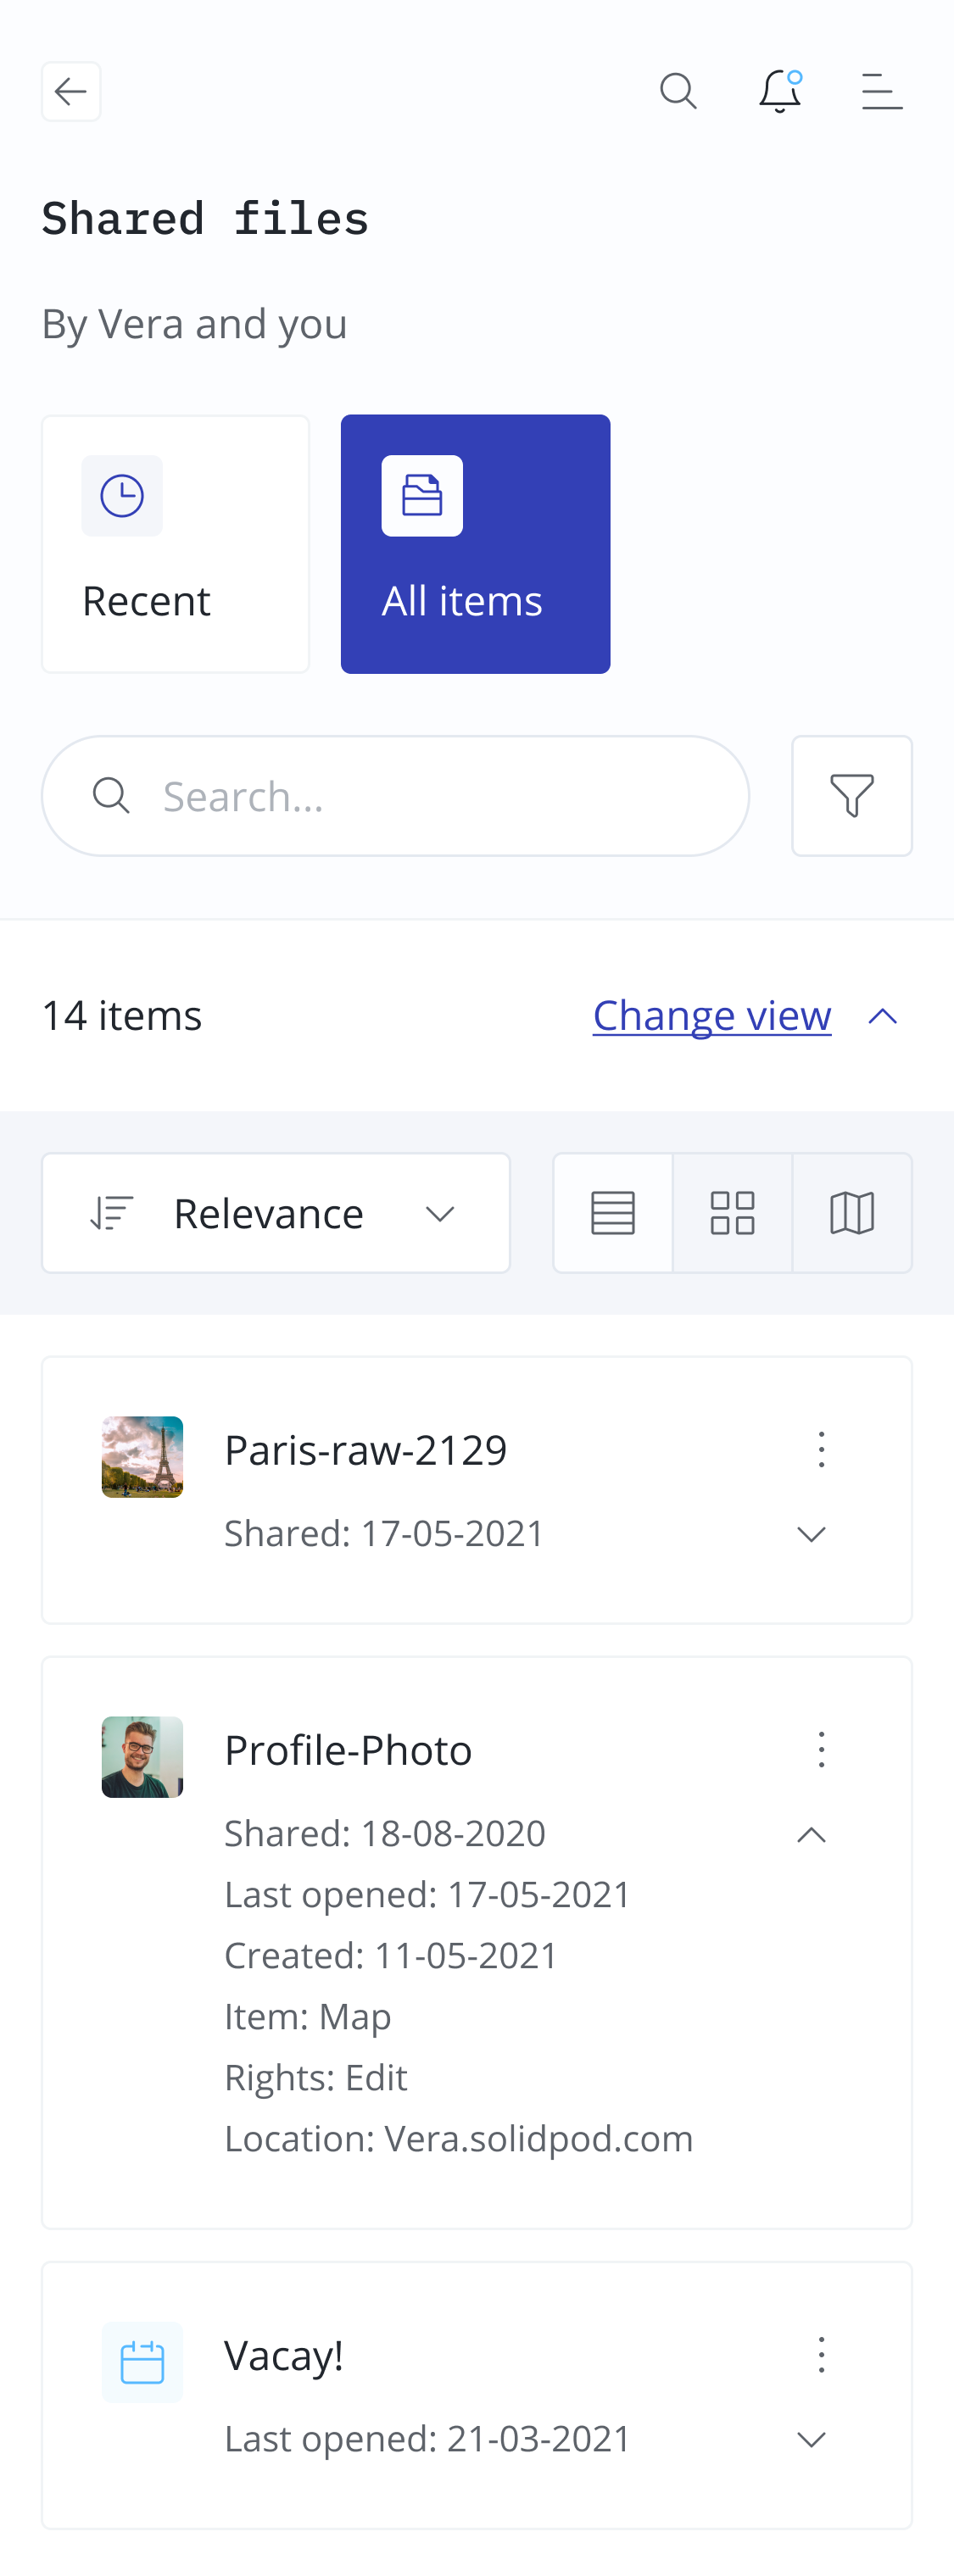 Shared files
By Vera and you
Recent
All items
Search...
14 items
Change view
Relevance
Paris-raw-2129
Shared: 17-05-2021
Profile-Photo
Shared: 18-08-2020
Last opened: 17-05-2021
Created: 11-05-2021
Item: Map
Rights: Edit
Location: Vera.solidpod.com
Vacay!
Last opened: 21-03-2021